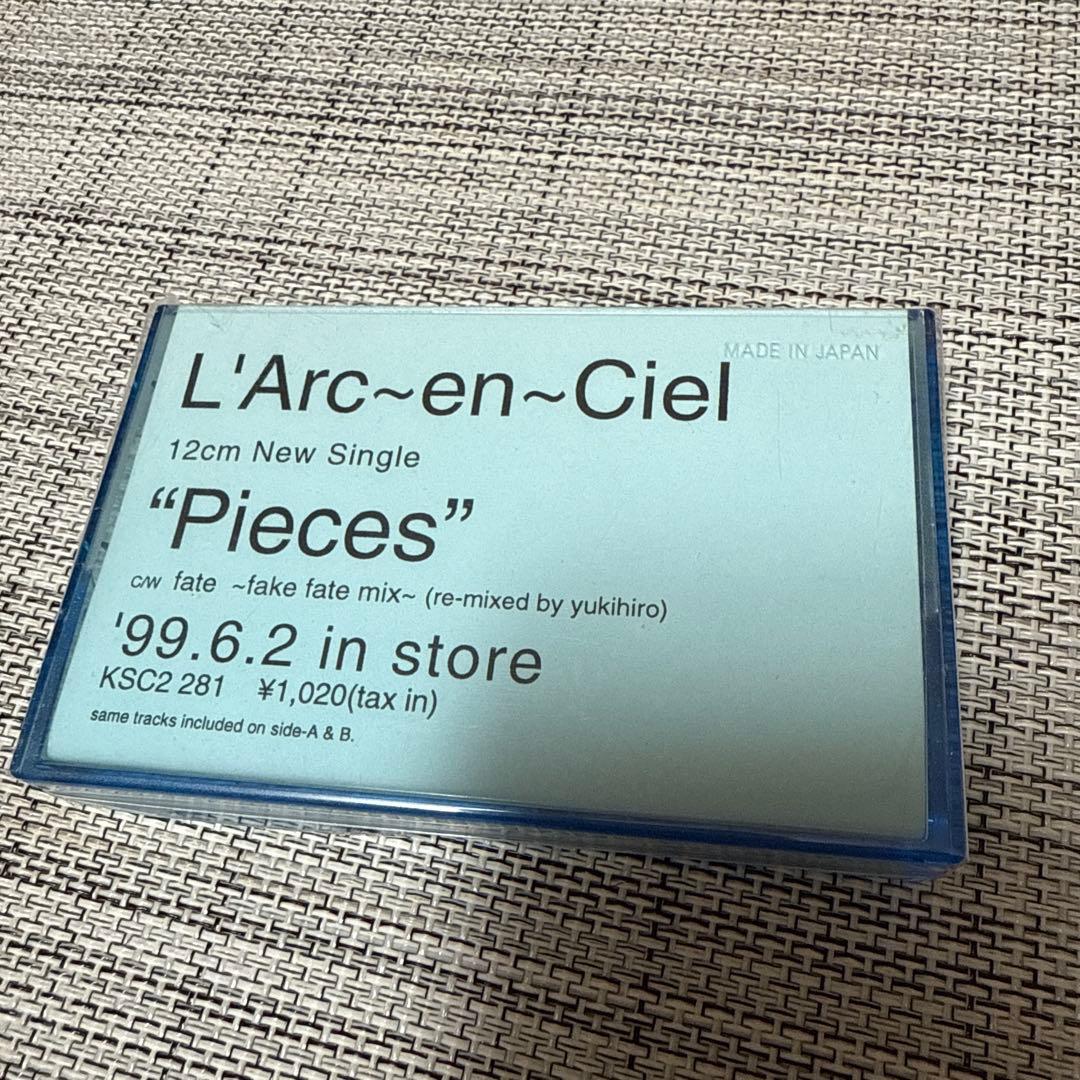 MADE IN JAPAN
L'Arc~en~Ciel
12cm New Single
“Pieces”
c/w fate ~fake fate mix~ (re-mixed by yukihiro)
'99.6.2 in store
KSC2 281 ¥1,020(tax in)
same tracks included on side-A & B.